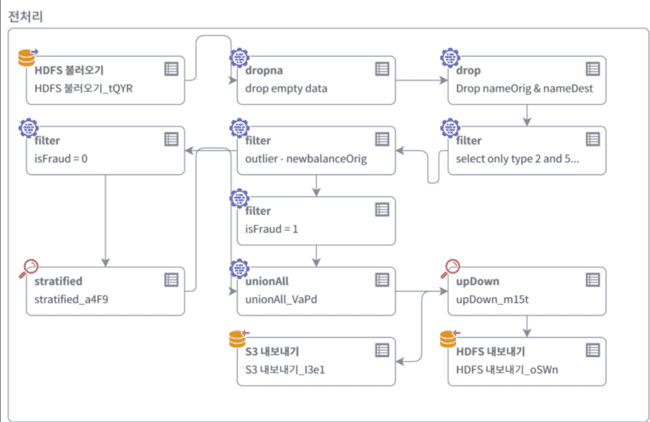 전처리
HDFS 불러오기
HDFS 불러오기_tQYR
dropna
drop empty data
drop
Drop nameOrig & nameDest
filter
isFraud = 0
filter
outlier - newbalanceOrig
filter
select only type 2 and 5...
filter
isFraud = 1
stratified
stratified_a4F9
unionAll
unionAll_VaPd
upDown
upDown_m15t
S3 내보내기
S3 내보내기_I3e1
HDFS 내보내기
HDFS 내보내기_oSWn